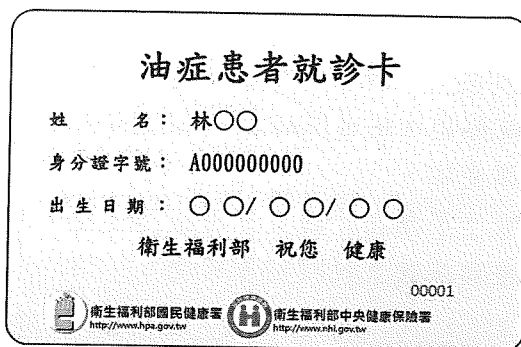 油症患者就診卡
姓　　名：林○○
身分證字號：A000000000
出生日期：○○/○○/○○
衛生福利部　祝您　健康
00001
衛生福利部國民健康署
http://www.hpa.gov.tw
衛生福利部中央健康保險署
http://www.nhi.gov.tw